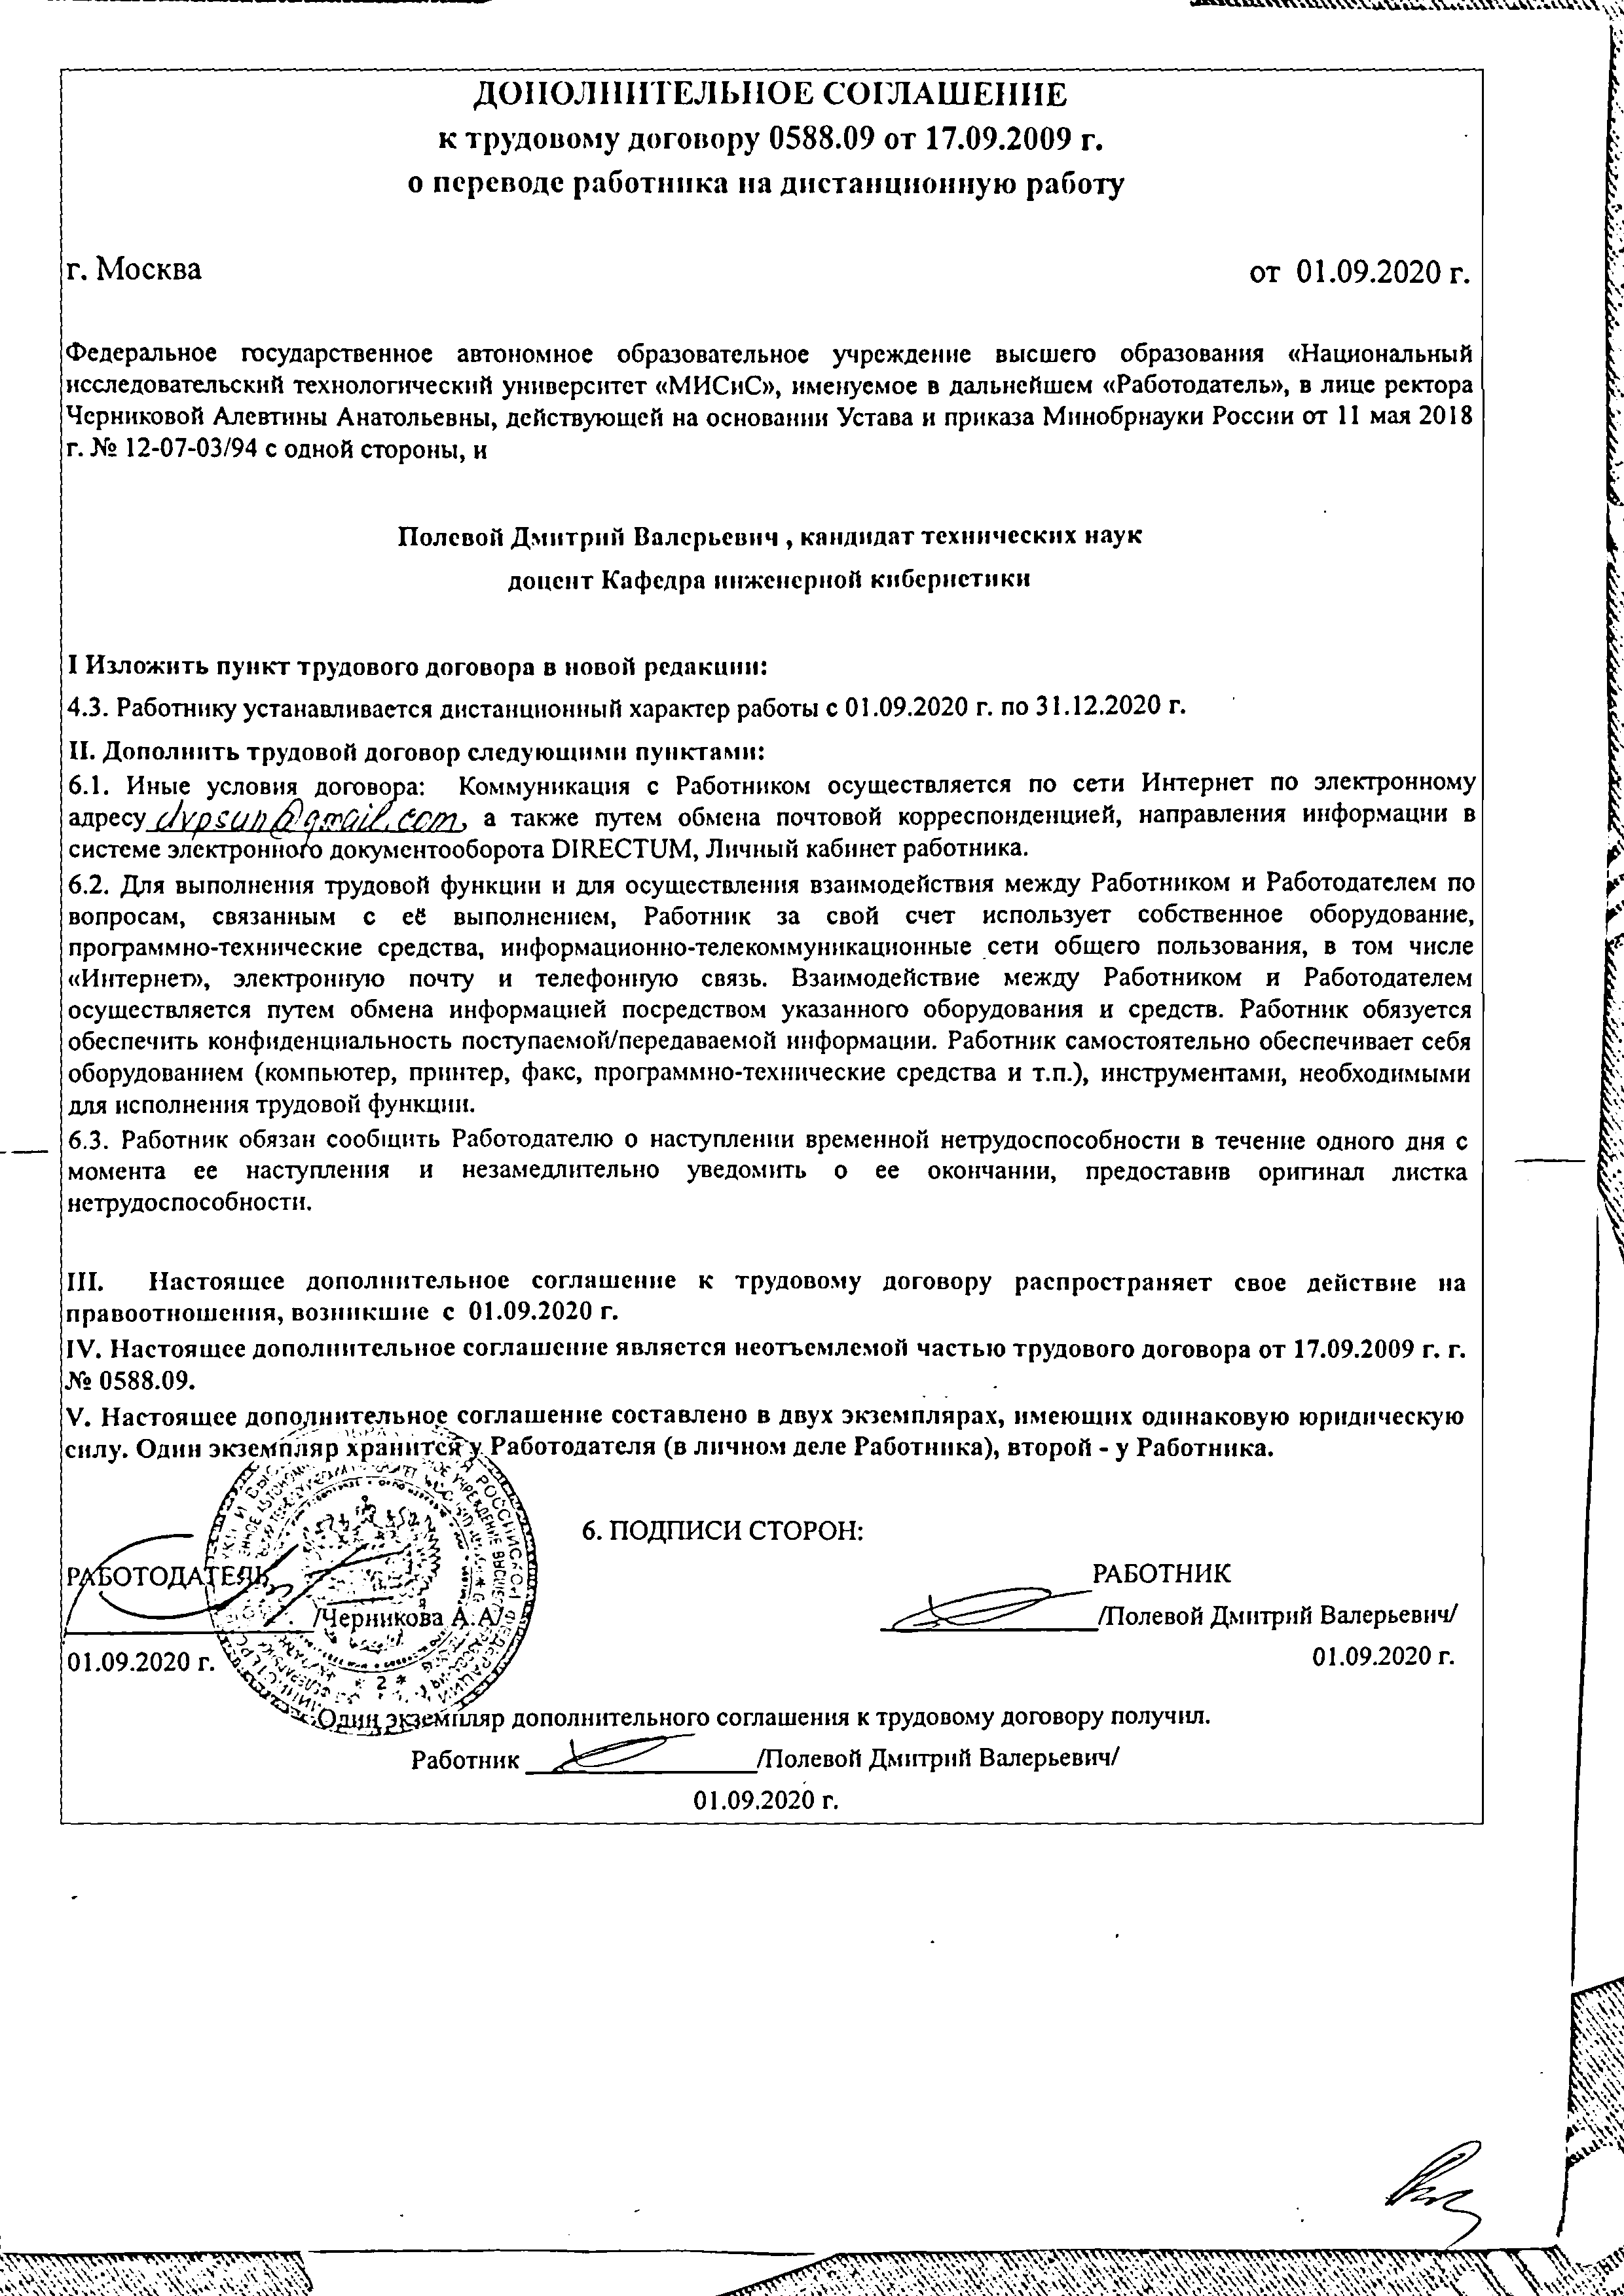 ДОПОЛНИТЕЛЬНОЕ СОГЛАШЕНИЕ
к трудовому договору 0588.09 от 17.09.2009 г.
о переводе работника на дистанционную работу
г. Москва
от 01.09.2020 г.
Федеральное государственное автономное образовательное учреждение высшего образования «Национальный
исследовательский технологический университет «МИСиС», именуемое в дальнейшем «Работодатель», в лице ректора
Черниковой Алевтины Анатольевны, действующей на основании Устава и приказа Минобрнауки России от 11 мая 2018
г. № 12-07-03/94 с одной стороны, и
Полевой Дмитрий Валерьевич , кандидат технических наук
доцент Кафедра инженерной кибернетики
I Изложить пункт трудового договора в новой редакции:
4.3. Работнику устанавливается дистанционный характер работы с 01.09.2020 г. по 31.12.2020 г.
II. Дополнить трудовой договор следующими пунктами:
6.1. Иные условия договора: Коммуникация с Работником осуществляется по сети Интернет по электронному
адресу dvpsun@gmail.com, а также путем обмена почтовой корреспонденцией, направления информации в
системе электронного документооборота DIRECTUM, Личный кабинет работника.
6.2. Для выполнения трудовой функции и для осуществления взаимодействия между Работником и Работодателем по
вопросам, связанным с её выполнением, Работник за свой счет использует собственное оборудование,
программно-технические средства, информационно-телекоммуникационные сети общего пользования, в том числе
«Интернет», электронную почту и телефонную связь. Взаимодействие между Работником и Работодателем
осуществляется путем обмена информацией посредством указанного оборудования и средств. Работник обязуется
обеспечить конфиденциальность поступаемой/передаваемой информации. Работник самостоятельно обеспечивает себя
оборудованием (компьютер, принтер, факс, программно-технические средства и т.п.), инструментами, необходимыми
для исполнения трудовой функции.
6.3. Работник обязан сообщить Работодателю о наступлении временной нетрудоспособности в течение одного дня с
момента ее наступления и незамедлительно уведомить о ее окончании, предоставив оригинал листка
нетрудоспособности.
III. Настоящее дополнительное соглашение к трудовому договору распространяет свое действие на
правоотношения, возникшие с 01.09.2020 г.
IV. Настоящее дополнительное соглашение является неотъемлемой частью трудового договора от 17.09.2009 г. г.
№ 0588.09.
V. Настоящее дополнительное соглашение составлено в двух экземплярах, имеющих одинаковую юридическую
силу. Один экземпляр хранится у Работодателя (в личном деле Работника), второй - у Работника.
6. ПОДПИСИ СТОРОН:
РАБОТОДАТЕЛЬ
РАБОТНИК
/Черникова А.А/
/Полевой Дмитрий Валерьевич/
01.09.2020 г.
01.09.2020 г.
Один экземпляр дополнительного соглашения к трудовому договору получил.
Работник /Полевой Дмитрий Валерьевич/
01.09.2020 г.